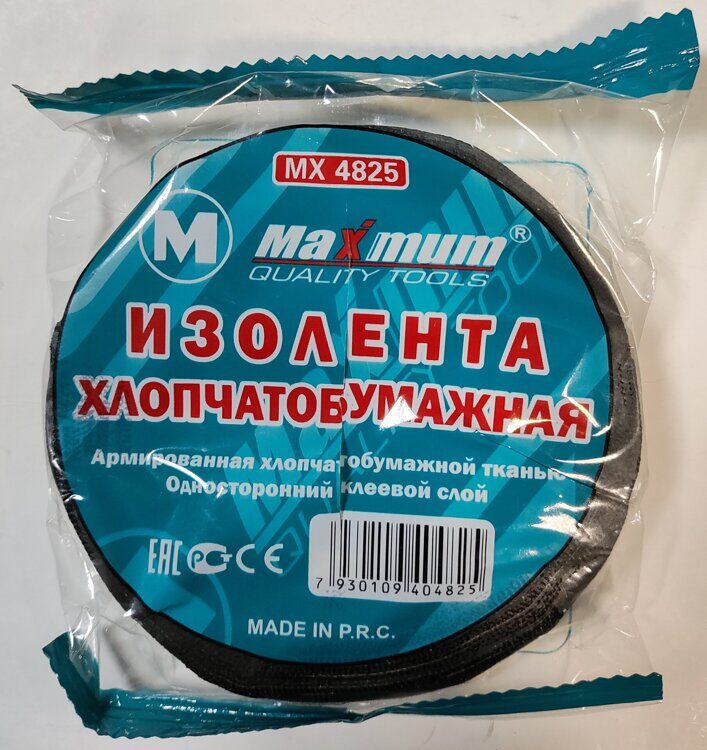 MX 4825
M Maximum®
QUALITY TOOLS
ИЗОЛЕНТА
ХЛОПЧАТОБУМАЖНАЯ
Армированная хлопчатобумажной тканью
Односторонний клеевой слой
EAC РСТ CE
7 930109 404825
MADE IN P.R.C.